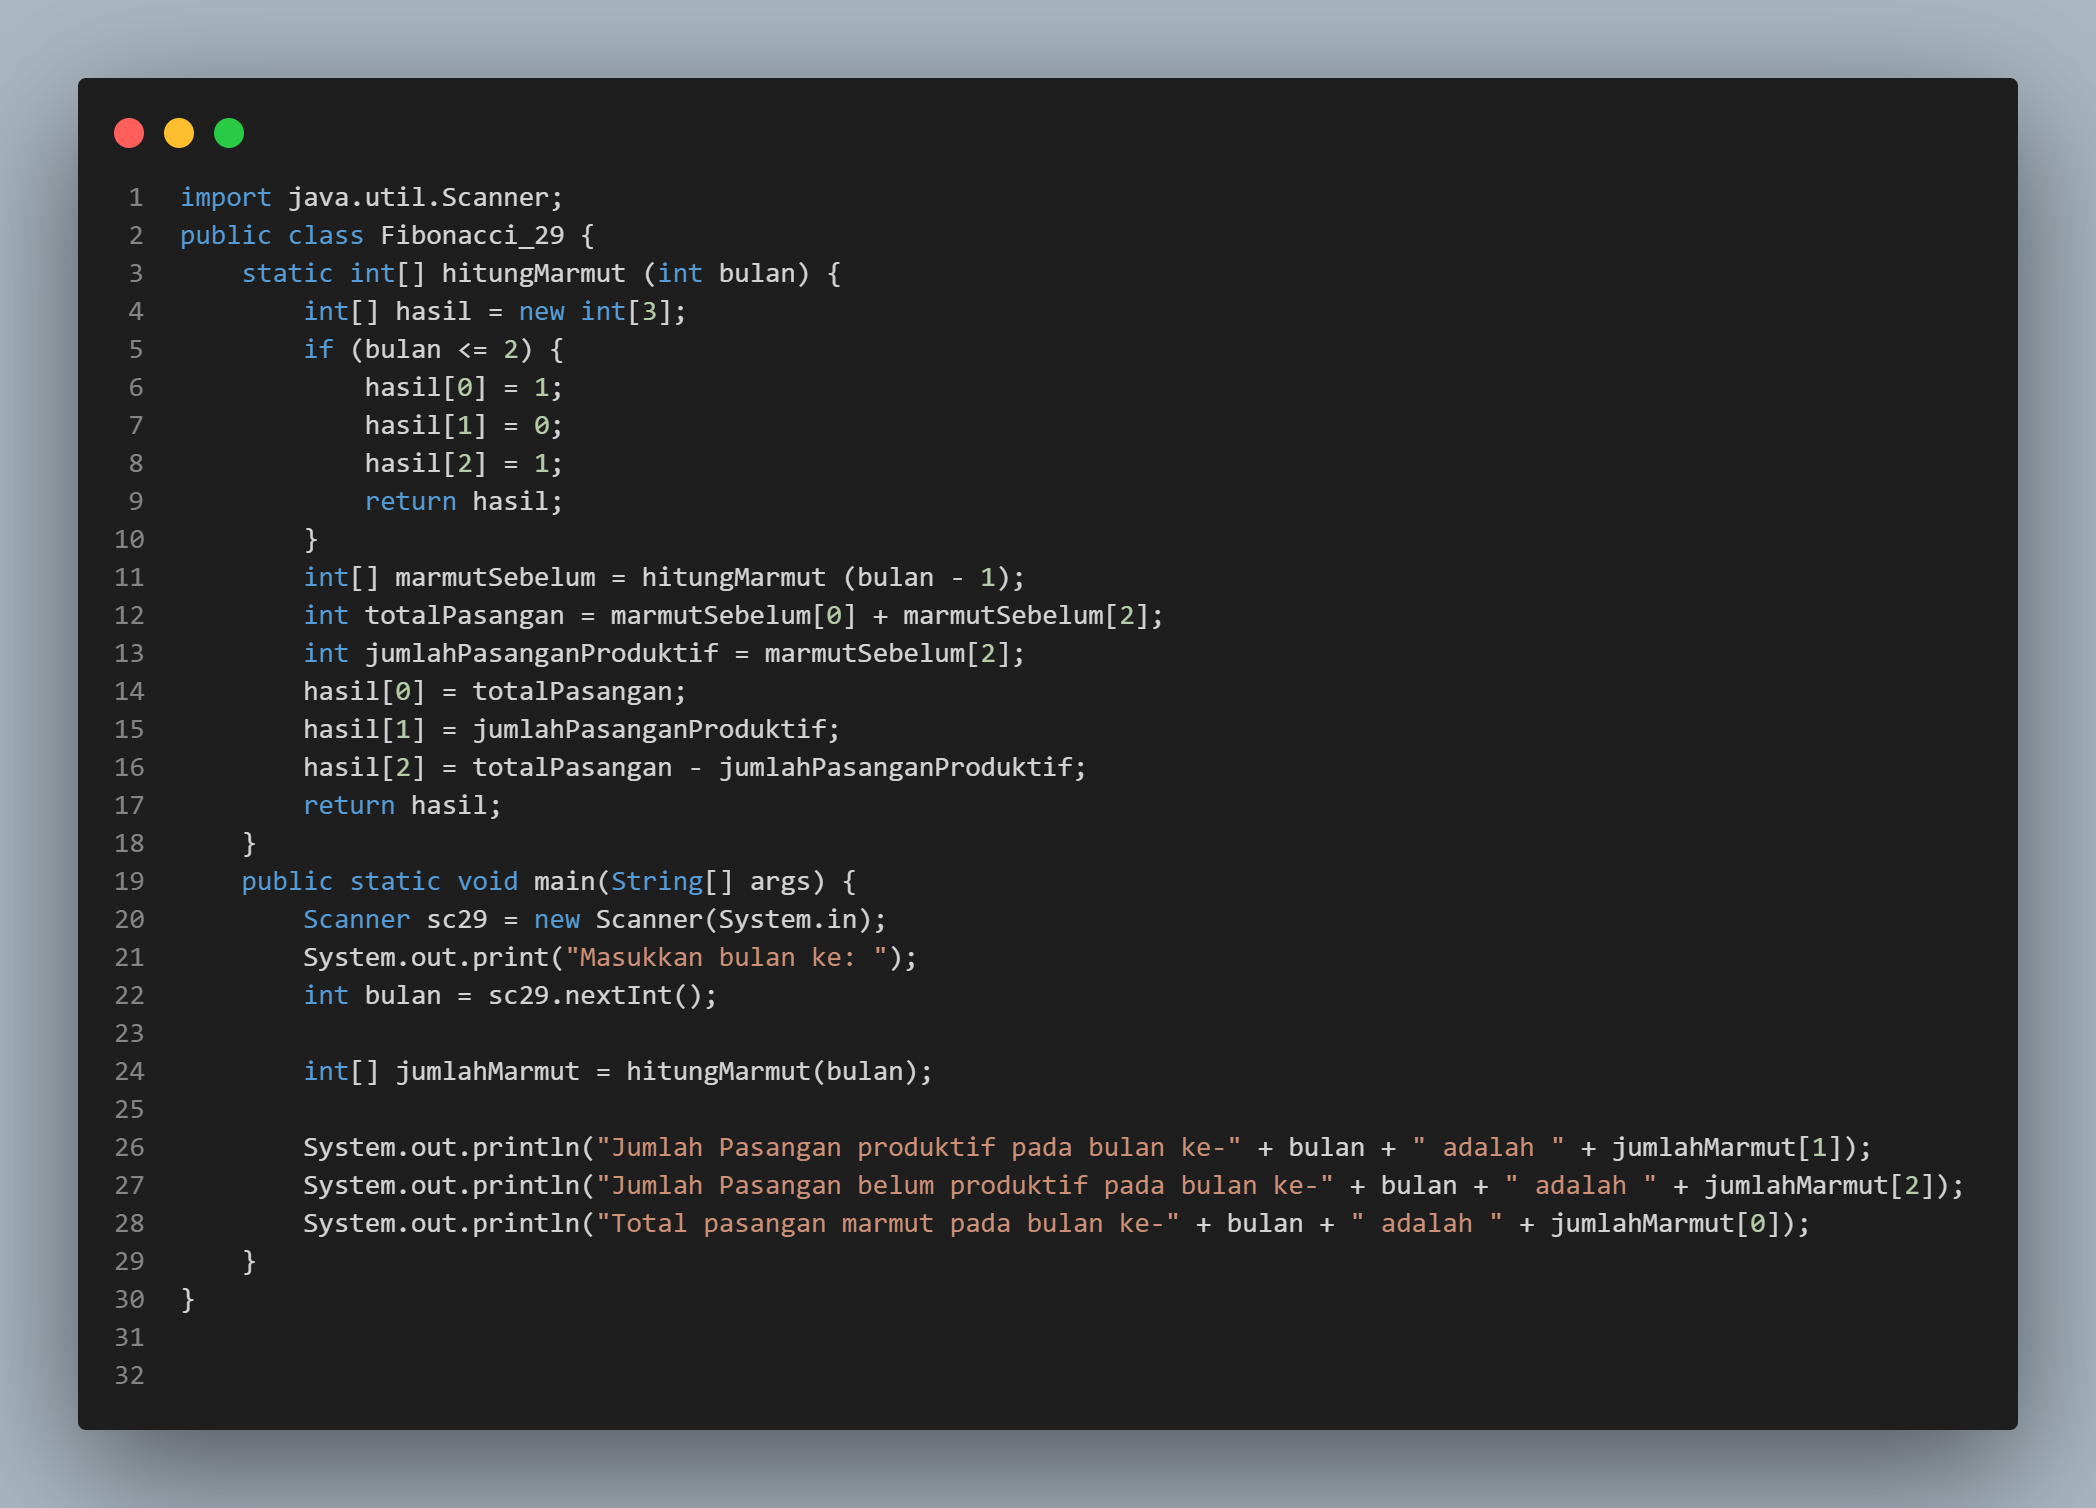 1 import java.util.Scanner;
2 public class Fibonacci_29 {
3     static int[] hitungMarmut (int bulan) {
4         int[] hasil = new int[3];
5         if (bulan <= 2) {
6             hasil[0] = 1;
7             hasil[1] = 0;
8             hasil[2] = 1;
9             return hasil;
10         }
11         int[] marmutSebelum = hitungMarmut (bulan - 1);
12         int totalPasangan = marmutSebelum[0] + marmutSebelum[2];
13         int jumlahPasanganProduktif = marmutSebelum[2];
14         hasil[0] = totalPasangan;
15         hasil[1] = jumlahPasanganProduktif;
16         hasil[2] = totalPasangan - jumlahPasanganProduktif;
17         return hasil;
18     }
19     public static void main(String[] args) {
20         Scanner sc29 = new Scanner(System.in);
21         System.out.print("Masukkan bulan ke: ");
22         int bulan = sc29.nextInt();
23
24         int[] jumlahMarmut = hitungMarmut(bulan);
25
26         System.out.println("Jumlah Pasangan produktif pada bulan ke-" + bulan + " adalah " + jumlahMarmut[1]);
27         System.out.println("Jumlah Pasangan belum produktif pada bulan ke-" + bulan + " adalah " + jumlahMarmut[2]);
28         System.out.println("Total pasangan marmut pada bulan ke-" + bulan + " adalah " + jumlahMarmut[0]);
29     }
30 }
31
32